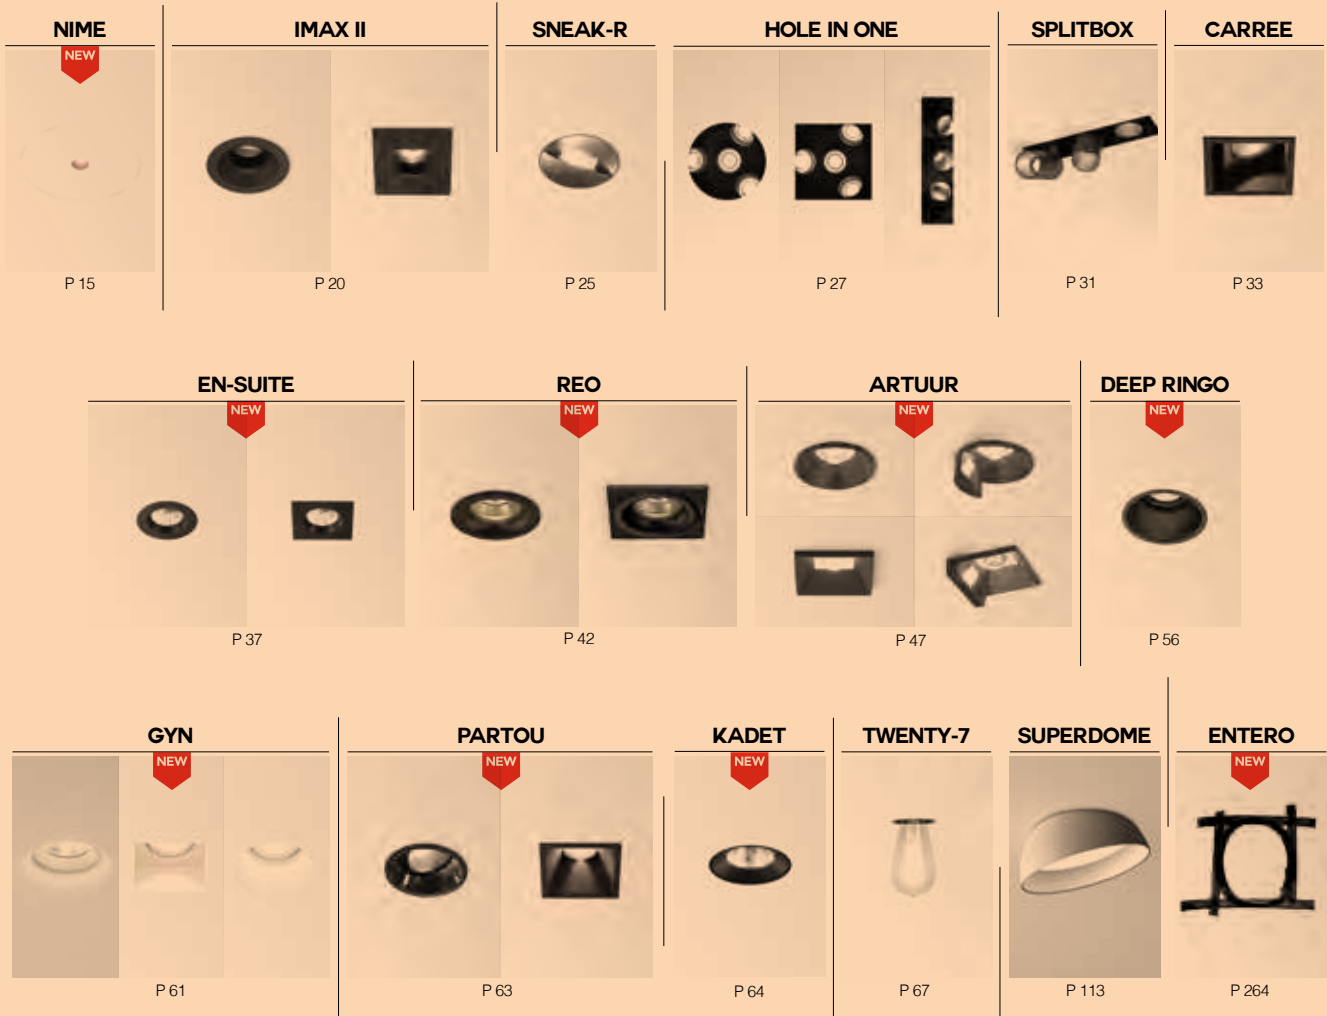 NIME
IMAX II
SNEAK-R
HOLE IN ONE
SPLITBOX
CARREE
NEW
P 15
P 20
P 25
P 27
P 31
P 33
EN-SUITE
REO
ARTUUR
DEEP RINGO
NEW
NEW
NEW
NEW
P 37
P 42
P 47
P 56
GYN
PARTOU
KADET
TWENTY-7
SUPERDOME
ENTERO
NEW
NEW
NEW
NEW
P 61
P 63
P 64
P 67
P 113
P 264